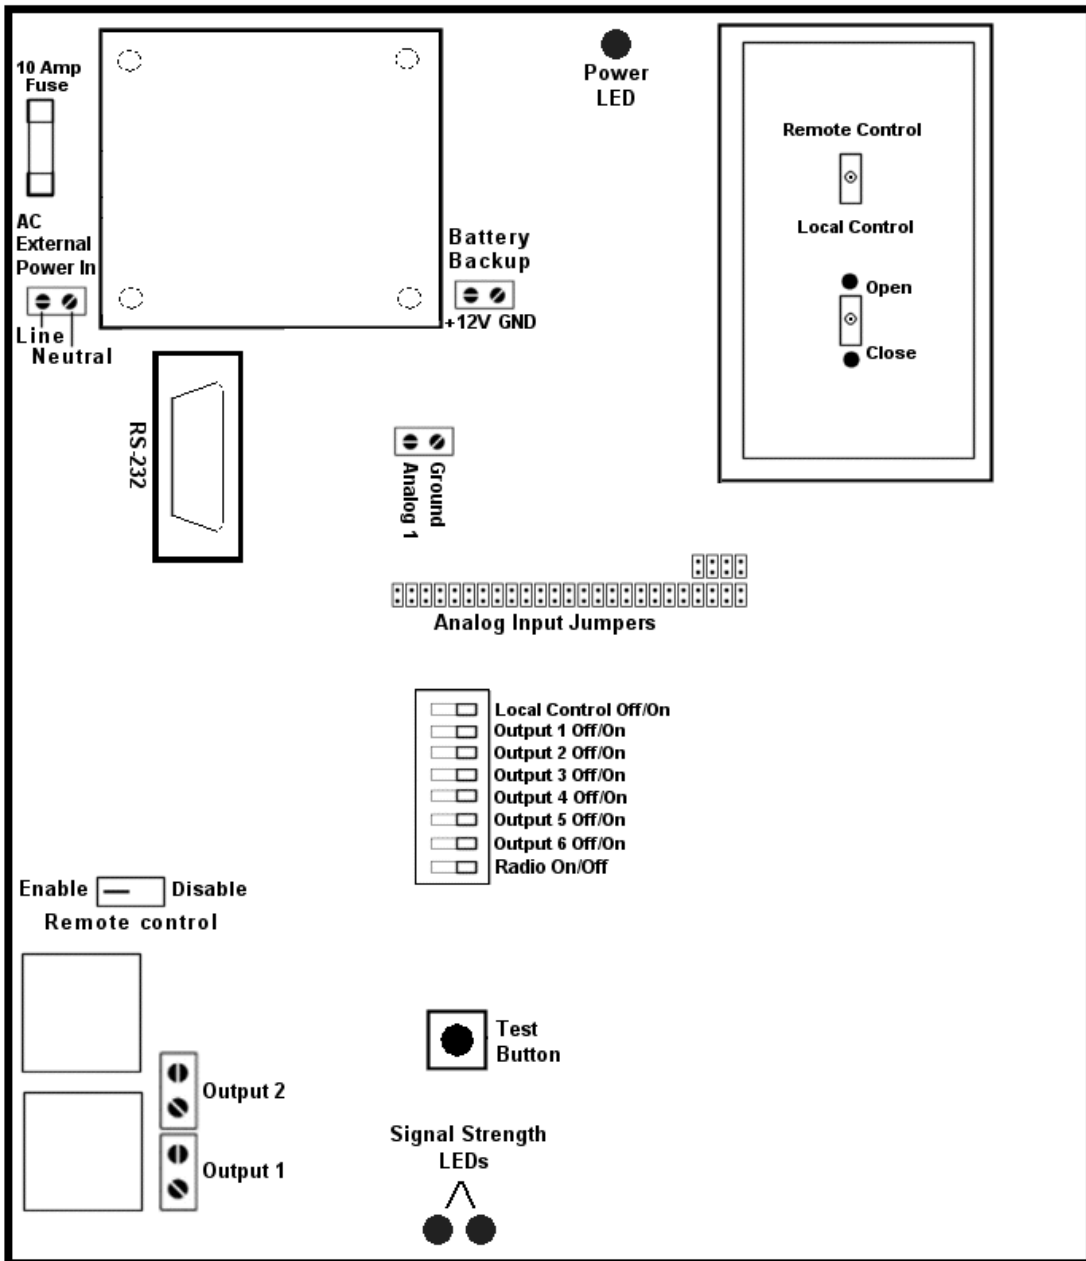 10 Amp
Fuse
Power
LED
Remote Control
Local Control
Open
Close
AC
External
Power In
Line
Neutral
Battery
Backup
+12V GND
RS-232
Analog 1
Ground
Analog Input Jumpers
Local Control Off/On
Output 1 Off/On
Output 2 Off/On
Output 3 Off/On
Output 4 Off/On
Output 5 Off/On
Output 6 Off/On
Radio On/Off
Enable
Disable
Remote control
Test
Button
Output 2
Output 1
Signal Strength
LEDs